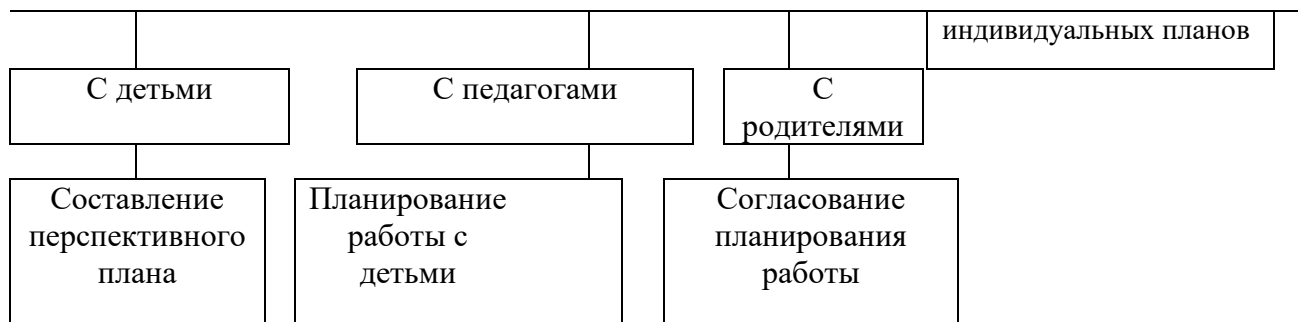 индивидуальных планов
С детьми
С педагогами
С
родителями
Составление
перспективного
плана
Планирование
работы с
детьми
Согласование
планирования
работы